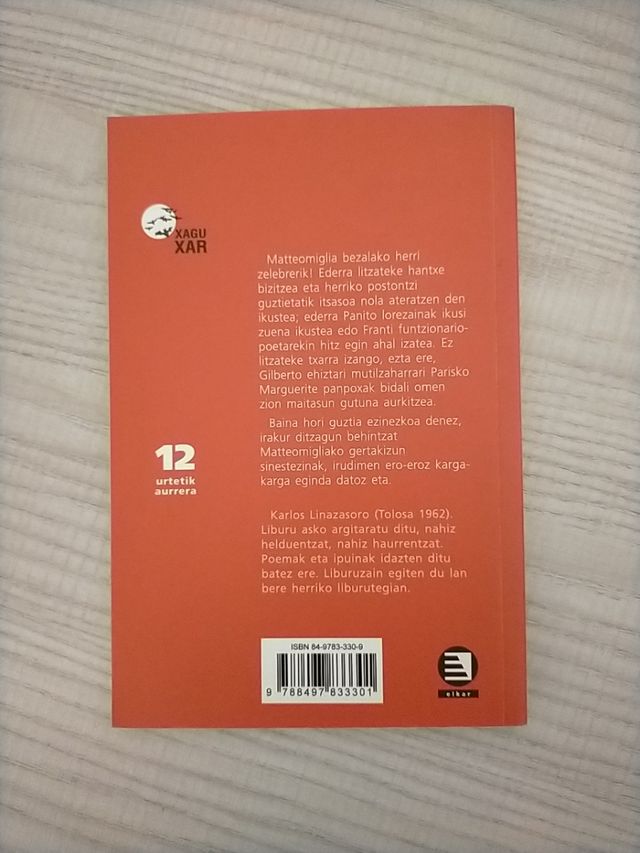 XAGU
XAR
Matteomiglia bezalako herri
zelebrerik! Ederra litzateke hantxe
bizitzea eta herriko postontzi
guztietatik itsasoa nola ateratzen den
ikustea; ederra Panito lorezainak ikusi
zuena ikustea edo Franti funtzionario-
poetarekin hitz egin ahal izatea. Ez
litzateke txarra izango, ezta ere,
Gilberto ehiztari mutilzaharrari Parisko
Marguerite panpoxak bidali omen
zion maitasun gutuna aurkitzea.
Baina hori guztia ezinezkoa denez,
irakur ditzagun behintzat
Matteomigliako gertakizun
sinestezinak, irudimen ero-eroz karga-
karga eginda datoz eta.
12
urtetik
aurrera
Karlos Linazasoro (Tolosa 1962).
Liburu asko argitaratu ditu, nahiz
helduentzat, nahiz haurrentzat.
Poemak eta ipuinak idazten ditu
batez ere. Liburuzain egiten du lan
bere herriko liburutegian.
ISBN 84-9783-330-9
9 788497 833301
elkar